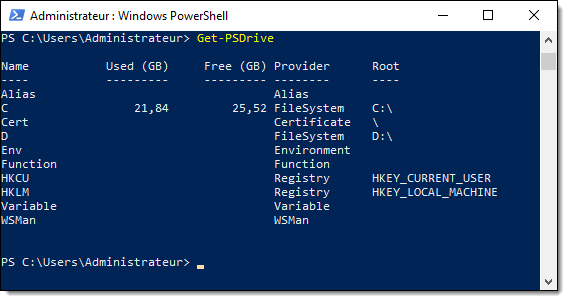 Administrateur : Windows PowerShell
PS C:\Users\Administrateur> Get-PSDrive
Name Used (GB) Free (GB) Provider Root
---- --------- --------- -------- ----
Alias Alias
C 21,84 25,52 FileSystem C:\
Cert Certificate \
D FileSystem D:\
Env Environment
Function Function
HKCU Registry HKEY_CURRENT_USER
HKLM Registry HKEY_LOCAL_MACHINE
Variable Variable
WSMan WSMan
PS C:\Users\Administrateur>